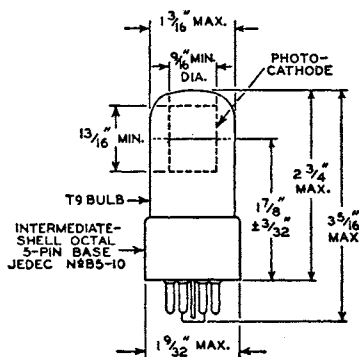 1 3/16" MAX.
9/16" MIN.
DIA.
PHOTO-
CATHODE
13/16" MIN.
T9 BULB
INTERMEDIATE-
SHELL OCTAL
5-PIN BASE
JEDEC Nº B5-10
1 7/8"
±3/32"
2 3/4"
MAX.
3 5/16"
MAX.
1 9/32" MAX.